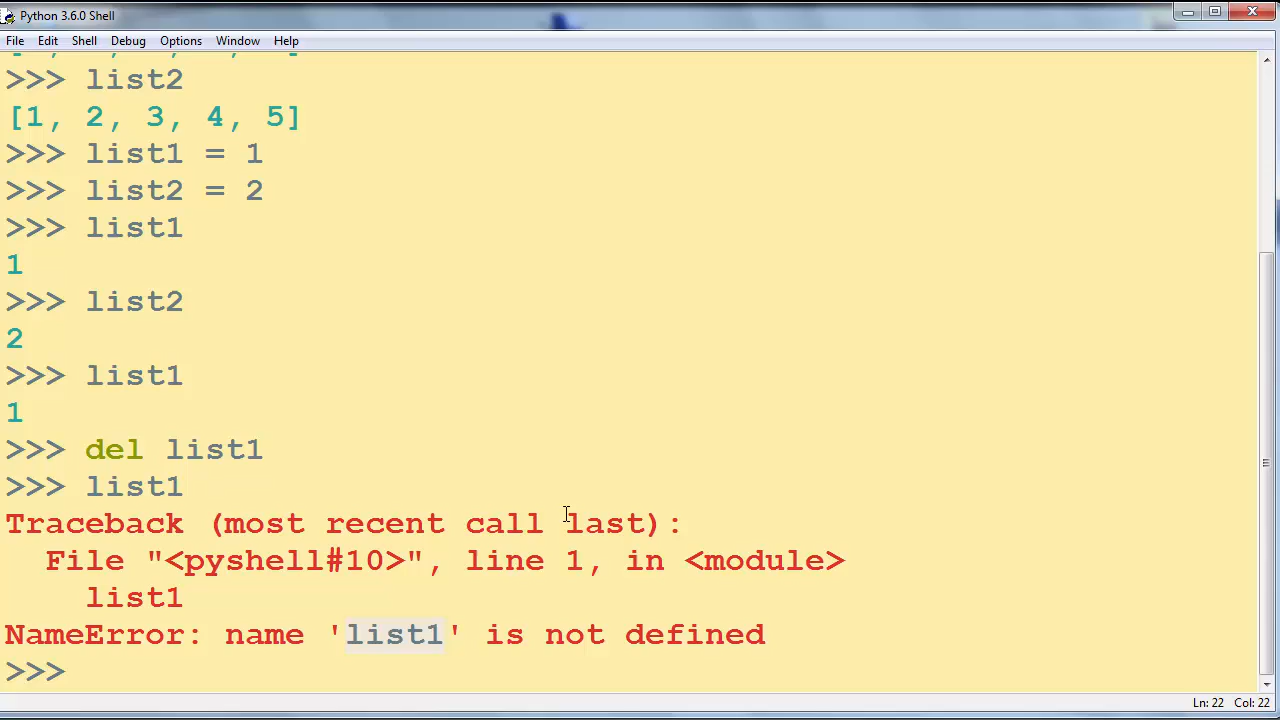 Python 3.6.0 Shell
File Edit Shell Debug Options Window Help
>>> list2
[1, 2, 3, 4, 5]
>>> list1 = 1
>>> list2 = 2
>>> list1
1
>>> list2
2
>>> list1
1
>>> del list1
>>> list1
Traceback (most recent call last):
  File "<pyshell#10>", line 1, in <module>
    list1
NameError: name 'list1' is not defined
>>>
Ln: 22 Col: 22